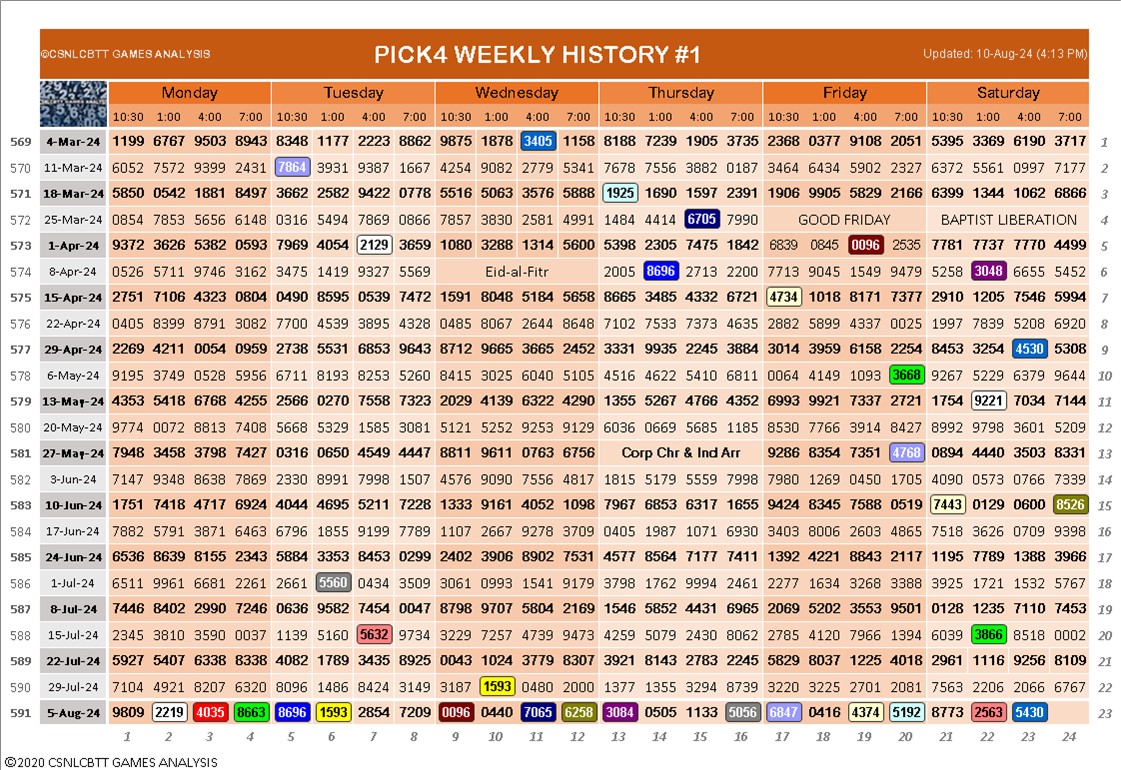 ©CSNLCBTT GAMES ANALYSIS PICK4 WEEKLY HISTORY #1 Updated: 10-Aug-24 (4:13 PM)
Monday Tuesday Wednesday Thursday Friday Saturday
10:30 1:00 4:00 7:00 10:30 1:00 4:00 7:00 10:30 1:00 4:00 7:00 10:30 1:00 4:00 7:00 10:30 1:00 4:00 7:00 10:30 1:00 4:00 7:00
569 4-Mar-24 1199 6767 9503 8943 8348 1177 2223 8862 9875 1878 3405 1158 8188 7239 1905 3735 2368 0377 9108 2051 5395 3369 6190 3717 1
570 11-Mar-24 6052 7572 9399 2431 7864 3931 9387 1667 4254 9082 2779 5341 7678 7556 3882 0187 3464 6434 5902 2327 6372 5561 0997 7177 2
571 18-Mar-24 5850 0542 1881 8497 3662 2582 9422 0778 5516 5063 3576 5888 1925 1690 1597 2391 1906 9905 5829 2166 6399 1344 1062 6866 3
572 25-Mar-24 0854 7853 5656 6148 0316 5494 7869 0866 7857 3830 2581 4991 1484 4414 6705 7990 GOOD FRIDAY BAPTIST LIBERATION 4
573 1-Apr-24 9372 3626 5382 0593 7969 4054 2129 3659 1080 3288 1314 5600 5398 2305 7475 1842 6839 0845 0096 2535 7781 7737 7770 4499 5
574 8-Apr-24 0526 5711 9746 3162 3475 1419 9327 5569 Eid-al-Fitr 2005 8696 2713 2200 7713 9045 1549 9479 5258 3048 6655 5452 6
575 15-Apr-24 2751 7106 4323 0804 0490 8595 0539 7472 1591 8048 5184 5658 8665 3485 4332 6721 4734 1018 8171 7377 2910 1205 7546 5994 7
576 22-Apr-24 0405 8399 8791 3082 7700 4539 3895 4328 0485 8067 2644 8648 7102 7533 7373 4635 2882 5899 4337 0025 1997 7839 5208 6920 8
577 29-Apr-24 2269 4211 0054 0959 2738 5531 6853 9643 8712 9665 3665 2452 3331 9935 2245 3884 3014 3959 6158 2254 8453 3254 4530 5308 9
578 6-May-24 9195 3749 0528 5956 6711 8193 8253 5260 8415 3025 6040 5105 4516 4622 5410 6811 0064 4149 1093 3668 9267 5229 6379 9644 10
579 13-May-24 4353 5418 6768 4255 2566 0270 7558 7323 2029 4139 6322 4290 1355 5267 4766 4352 6993 9921 7337 2721 1754 9221 7034 7144 11
580 20-May-24 9774 0072 8813 7408 5668 5329 1585 3081 5121 5252 9253 9129 6036 0669 5685 1185 8530 7766 3914 8427 8992 9798 3601 5209 12
581 27-May-24 7948 3458 3798 7427 0316 0650 4549 4447 8811 9611 0763 6756 Corp Chr & Ind Arr 9286 8354 7351 4768 0894 4440 3503 8331 13
582 3-Jun-24 7147 9348 8638 7869 2330 8991 7998 1507 4576 9090 7556 4817 1815 5179 5559 7998 7980 1269 0450 1705 4090 0573 0766 7339 14
583 10-Jun-24 1751 7418 4717 6924 4044 4695 5211 7228 1333 9161 4052 1098 7967 6853 6317 1655 9424 8345 7588 0519 7443 0129 0600 8526 15
584 17-Jun-24 7882 5791 3871 6463 6796 1855 9199 7789 1107 2667 9278 3709 0405 1987 1071 6930 3403 8006 2603 4865 7518 3626 0709 9398 16
585 24-Jun-24 6536 8639 8155 2343 5884 3353 8453 0299 2402 3906 8902 7531 4577 8564 7177 7411 1392 4221 8843 2117 1195 7789 1388 3966 17
586 1-Jul-24 6511 9961 6681 2261 2661 5560 0434 3509 3061 0993 1541 9179 3798 1762 9994 2461 2277 1634 3268 3388 3925 1721 1532 5767 18
587 8-Jul-24 7446 8402 2990 7246 0636 9582 7454 0047 8798 9707 5804 2169 1546 5852 4431 6965 2069 5202 3553 9501 0128 1235 7110 7453 19
588 15-Jul-24 2345 3810 3590 0037 1139 5160 5632 9734 3229 7257 4739 9473 4259 5079 2430 8062 2785 4120 7966 1394 6039 3866 8518 0002 20
589 22-Jul-24 5927 5407 6338 8338 4082 1789 3435 8925 0043 1024 3779 8307 3921 8143 2783 2245 5829 8037 1225 4018 2961 1116 9256 8109 21
590 29-Jul-24 7104 4921 8207 6320 8096 1486 8424 3149 3187 1593 0480 2000 1377 1355 3294 8739 3220 3225 2701 2081 7563 2206 2066 6767 22
591 5-Aug-24 9809 2219 4035 8663 8696 1593 2854 7209 0096 0440 7065 6258 3084 0505 1133 5056 6847 0416 4374 5192 8773 2563 5430 23
1 2 3 4 5 6 7 8 9 10 11 12 13 14 15 16 17 18 19 20 21 22 23 24
©2020 CSNLCBTT GAMES ANALYSIS